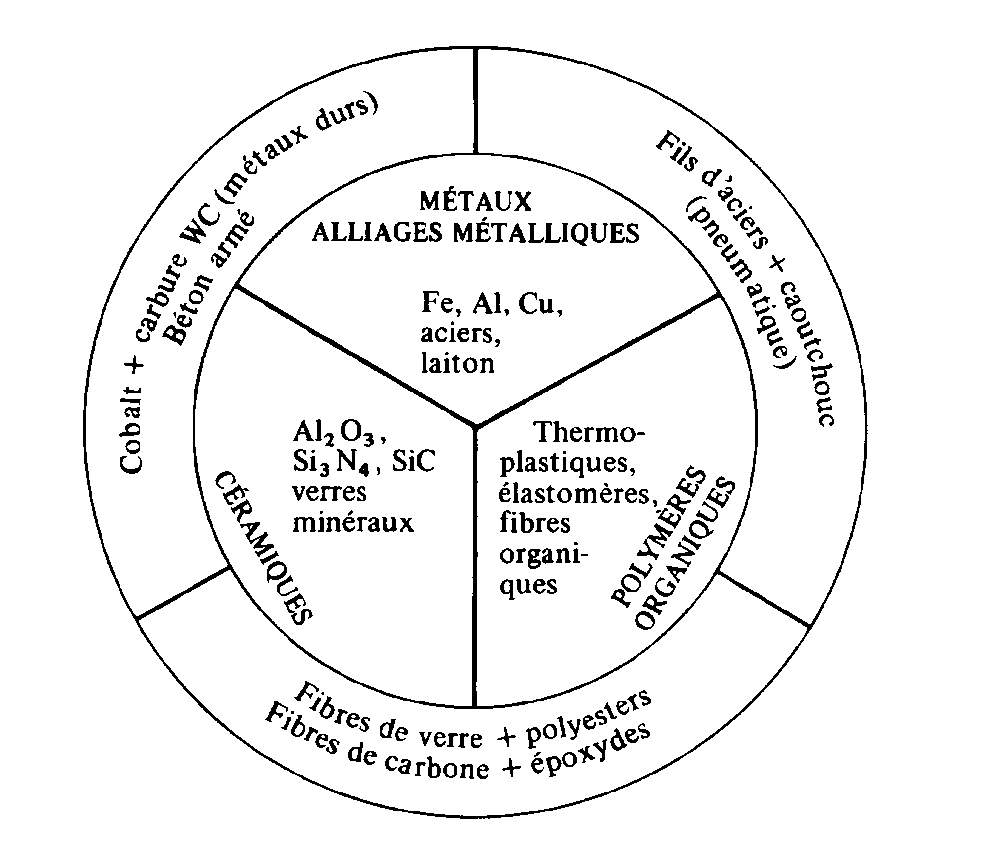 Cobalt + carbure WC (métaux durs)
Béton armé
Fils d'aciers + caoutchouc
(pneumatique)
MÉTAUX
ALLIAGES MÉTALLIQUES
Fe, Al, Cu,
aciers,
laiton
Al₂O₃,
Si₃N₄, SiC
verres
minéraux
CÉRAMIQUES
Thermo-
plastiques,
élastomères,
fibres
organi-
ques
POLYMÈRES
ORGANIQUES
Fibres de verre + polyesters
Fibres de carbone + époxydes